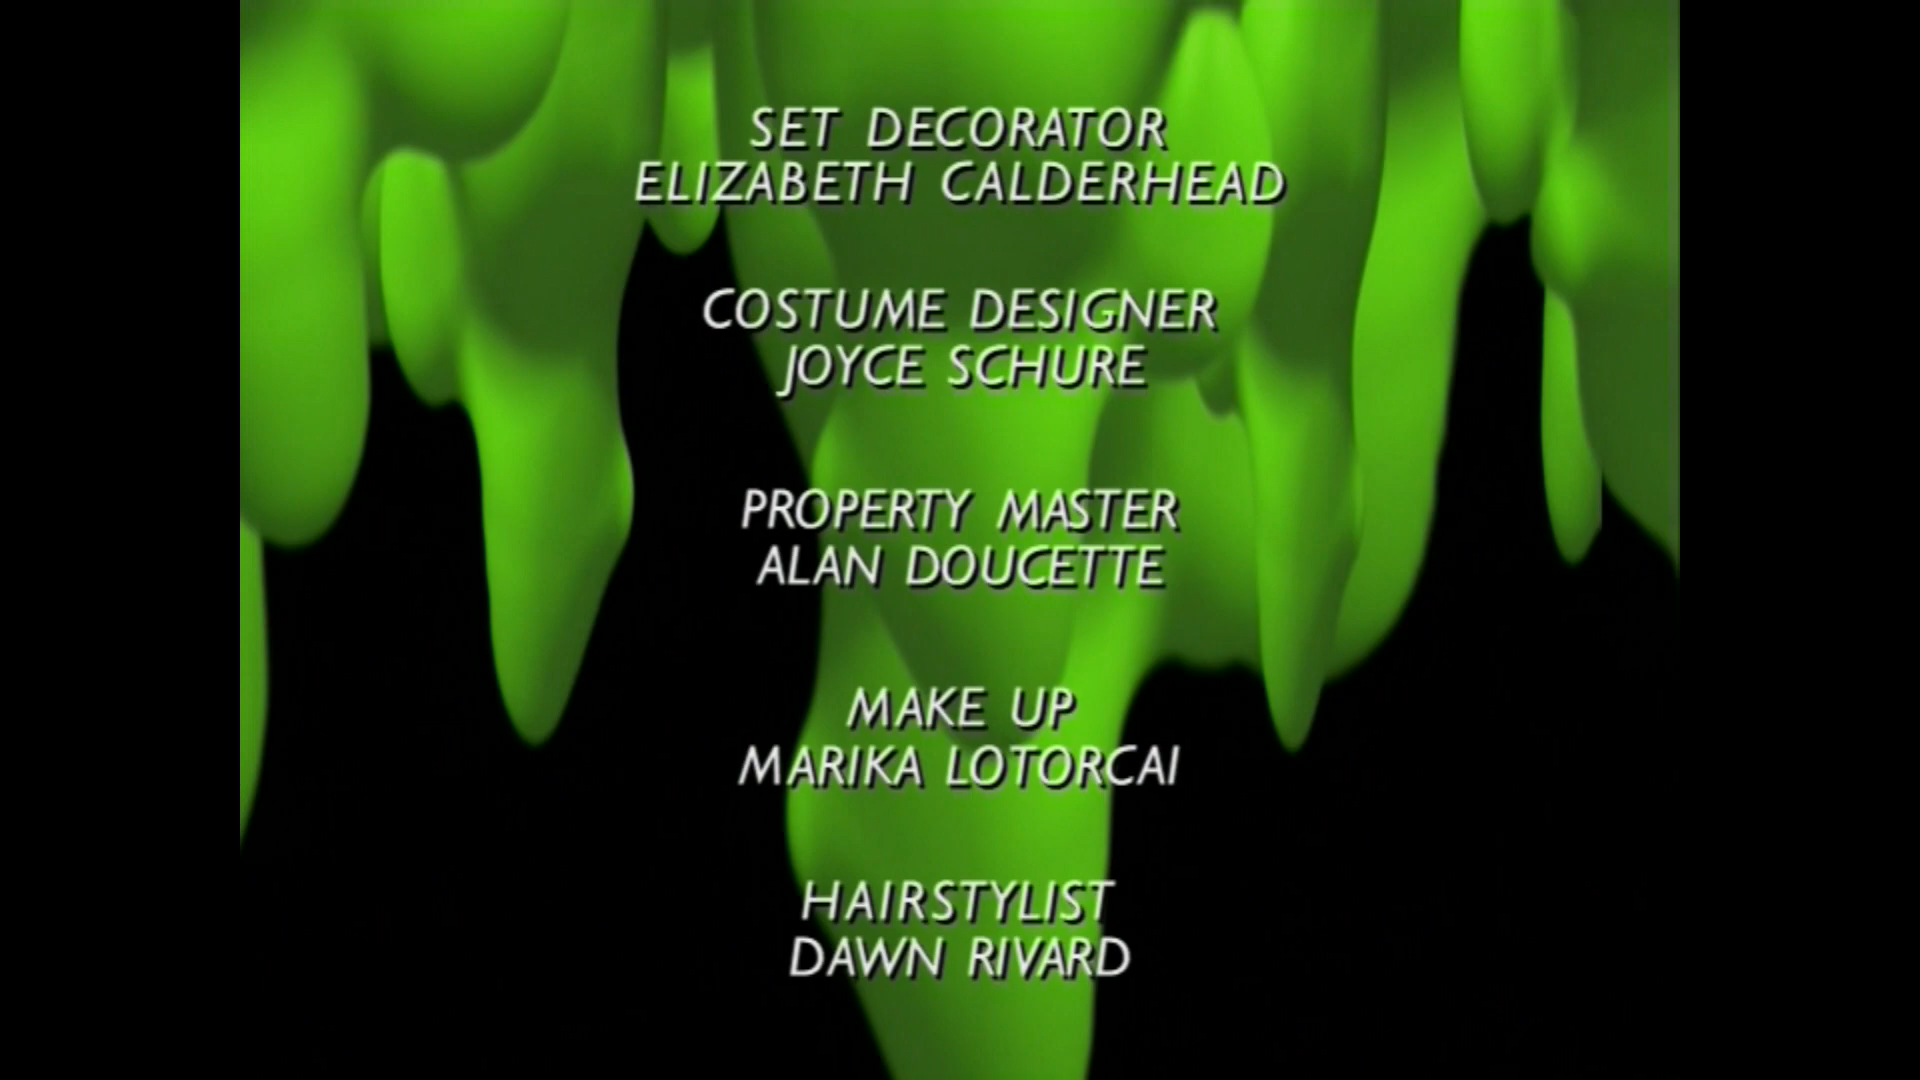 SET DECORATOR
ELIZABETH CALDERHEAD
COSTUME DESIGNER
JOYCE SCHURE
PROPERTY MASTER
ALAN DOUCETTE
MAKE UP
MARIKA LOTORCAI
HAIRSTYLIST
DAWN RIVARD